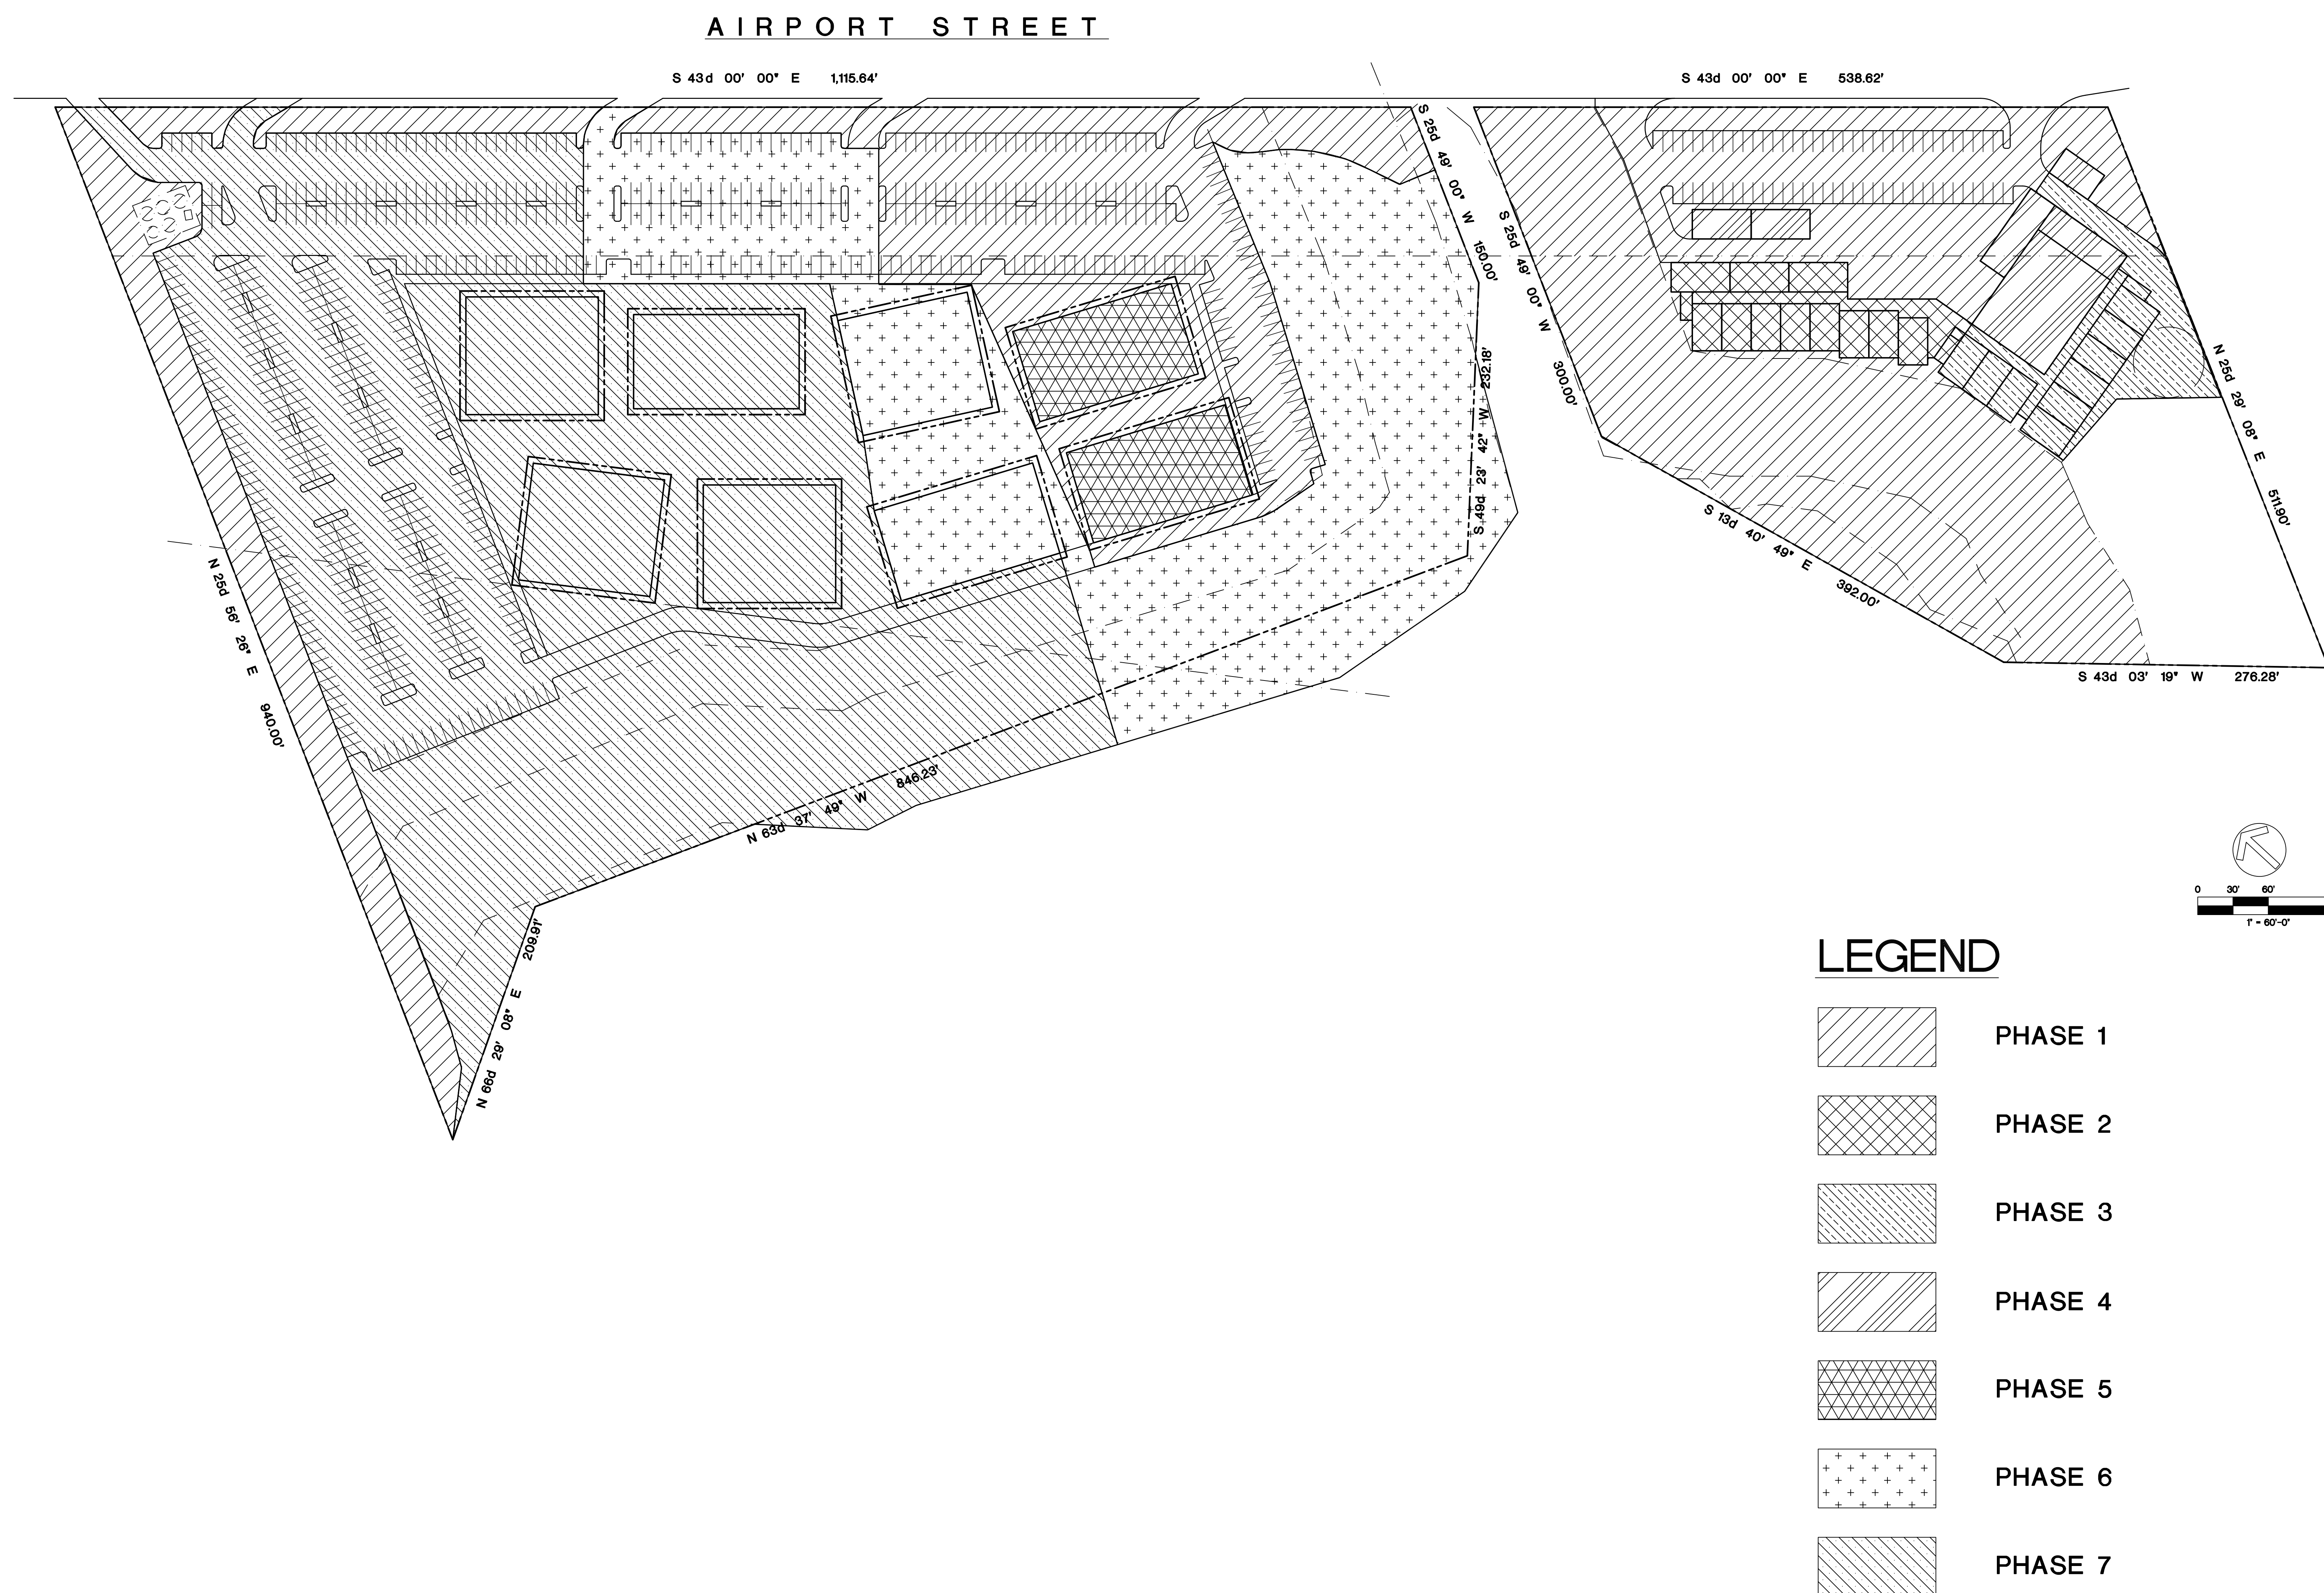 AIRPORT STREET
S 43d 00' 00" E 1,115.64'
S 43d 00' 00" E 538.62'
S 25d 49' 00" W 150.00'
S 25d 49' 00" W 300.00'
S 49d 23' 42" W 232.18'
N 25d 29' 08" E 511.90'
S 13d 40' 49" E 392.00'
S 43d 03' 19" W 276.28'
N 25d 56' 26" E 940.00'
N 63d 37' 49" W 846.23'
N 66d 29' 08" E 209.91'
0 30' 60'
1" = 60'-0"
LEGEND
PHASE 1
PHASE 2
PHASE 3
PHASE 4
PHASE 5
PHASE 6
PHASE 7